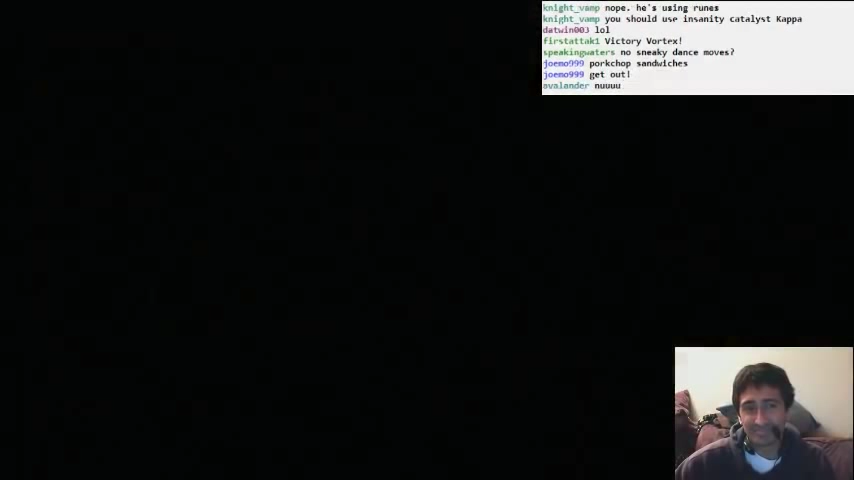 knight_vamp nope. he's using runes
knight_vamp you should use insanity catalyst Kappa
datwin003 lol
firstattak1 Victory Vortex!
speakingwaters no sneaky dance moves?
joemo999 porkchop sandwiches
joemo999 get out!
avalander nuuuu